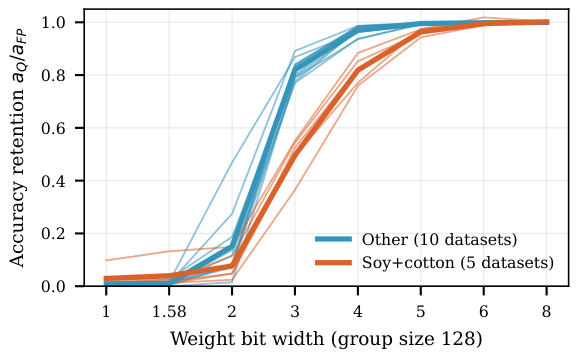 Accuracy retention a_Q/a_FP
1.0
0.8
0.6
0.4
0.2
0.0
Other (10 datasets)
Soy+cotton (5 datasets)
1 1.58 2 3 4 5 6 8
Weight bit width (group size 128)